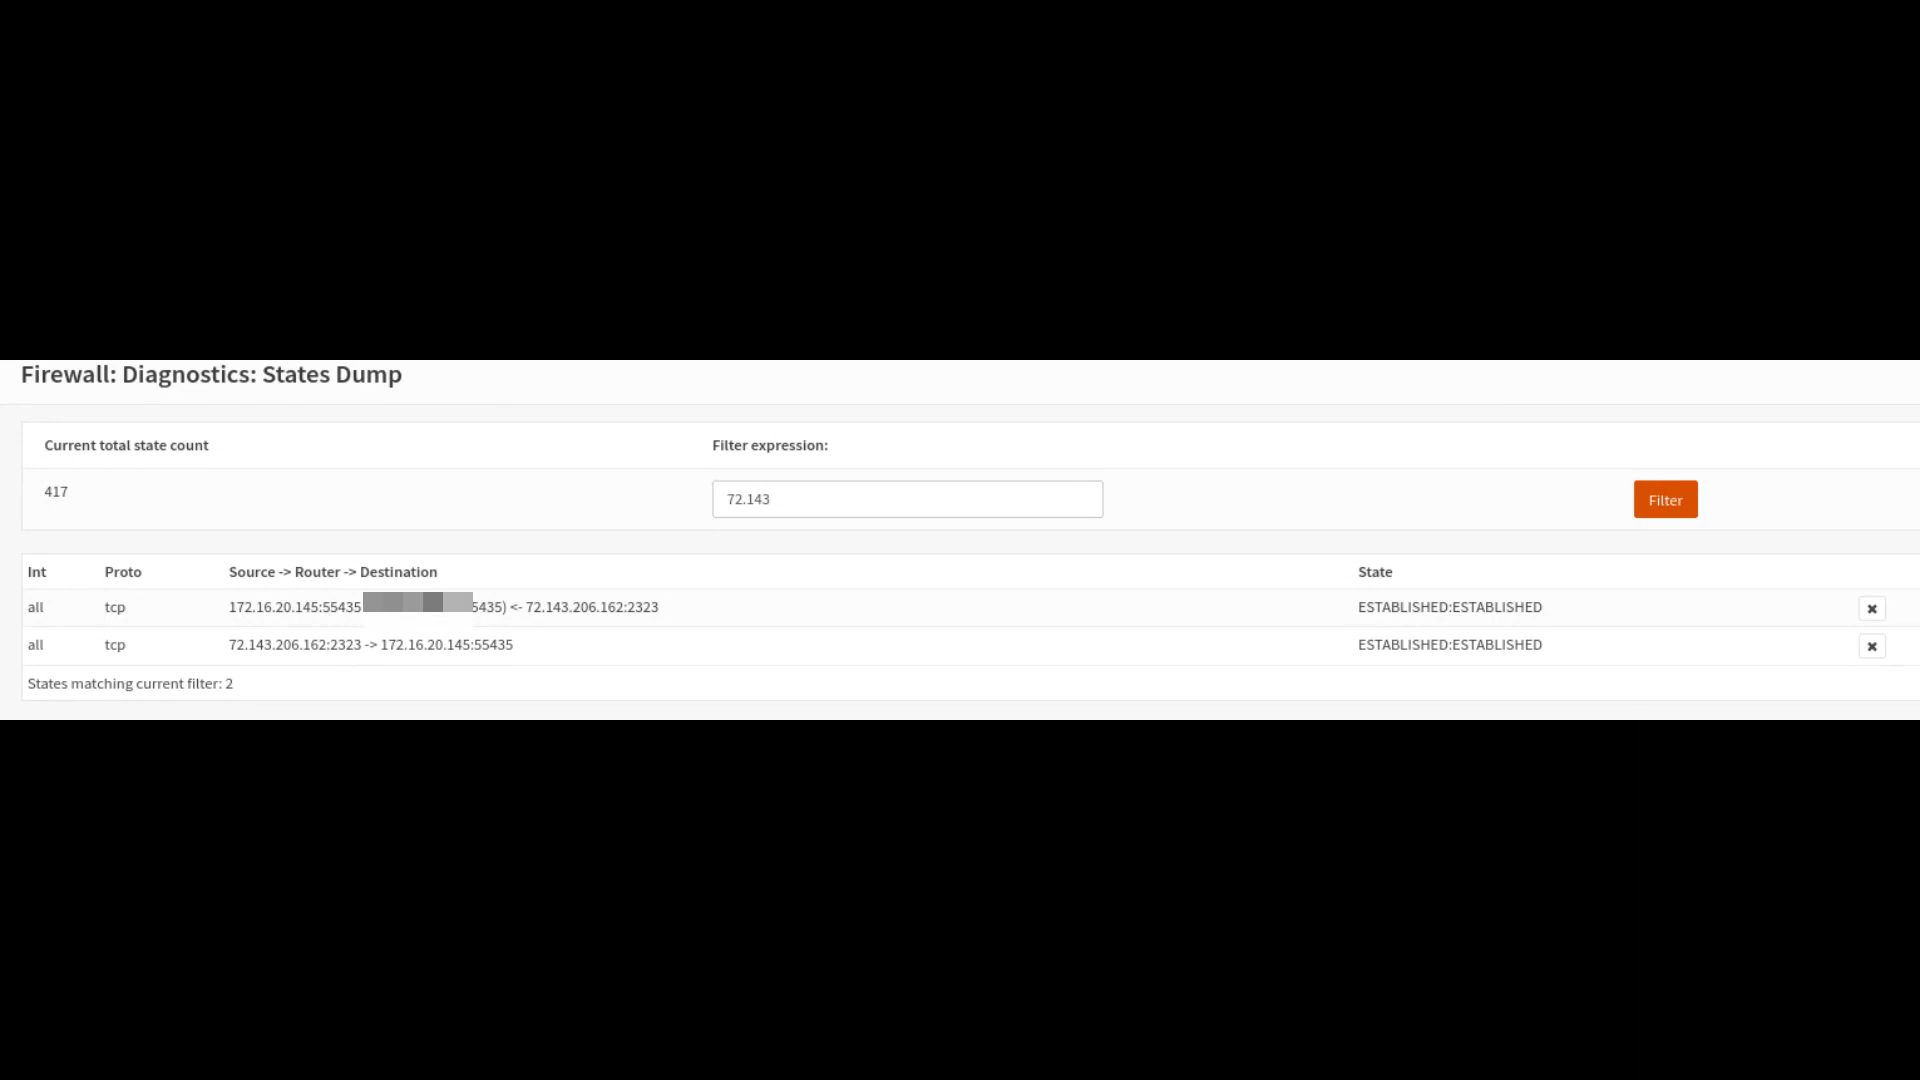 Firewall: Diagnostics: States Dump
Current total state count Filter expression:
417 72.143 Filter
Int Proto Source -> Router -> Destination State
all tcp 172.16.20.145:55435 5435) <- 72.143.206.162:2323 ESTABLISHED:ESTABLISHED
all tcp 72.143.206.162:2323 -> 172.16.20.145:55435 ESTABLISHED:ESTABLISHED
States matching current filter: 2